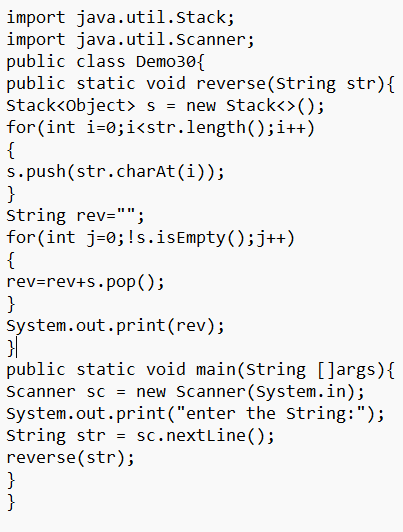 import java.util.Stack;
import java.util.Scanner;
public class Demo30{
public static void reverse(String str){
Stack<Object> s = new Stack<>();
for(int i=0;i<str.length();i++)
{
s.push(str.charAt(i));
}
String rev="";
for(int j=0;!s.isEmpty();j++)
{
rev=rev+s.pop();
}
System.out.print(rev);
}
public static void main(String []args){
Scanner sc = new Scanner(System.in);
System.out.print("enter the String:");
String str = sc.nextLine();
reverse(str);
}
}